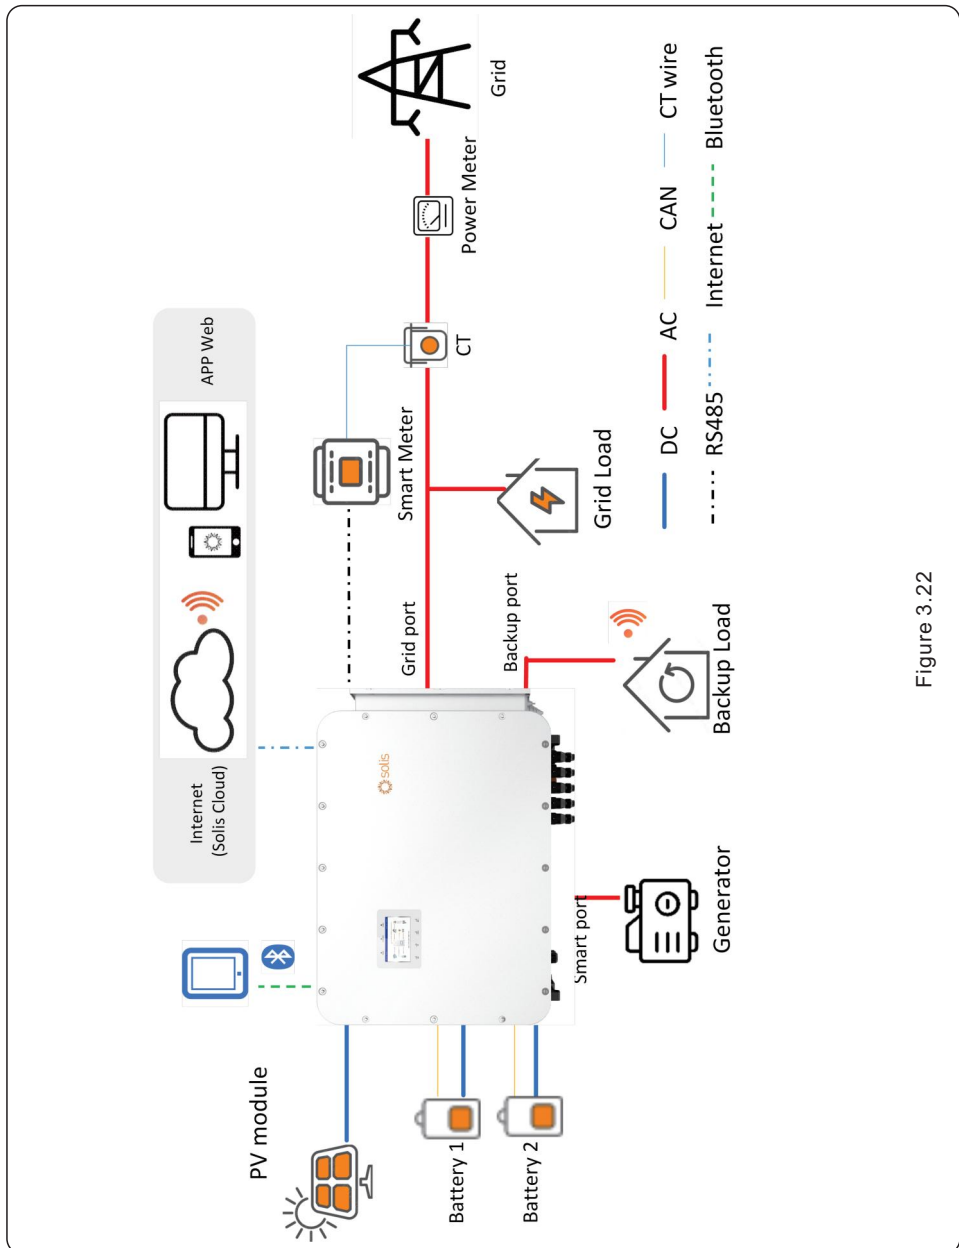 PV module
Battery 1
Battery 2
Internet
(Solis Cloud)
APP Web
solis
Smart port
Generator
Grid port
Backup port
Backup Load
Smart Meter
Grid Load
CT
Power Meter
Grid
DC
AC
CAN
CT wire
RS485
Internet
Bluetooth
Figure 3.22